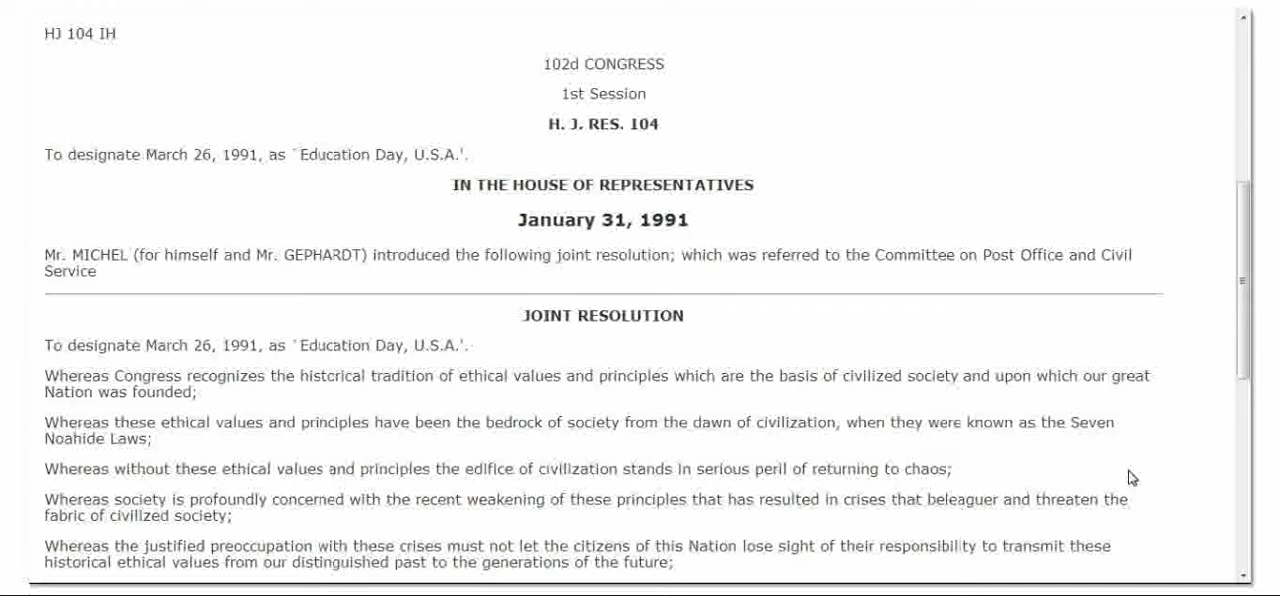 HJ 104 IH
102d CONGRESS
1st Session
H. J. RES. 104
To designate March 26, 1991, as `Education Day, U.S.A.'.
IN THE HOUSE OF REPRESENTATIVES
January 31, 1991
Mr. MICHEL (for himself and Mr. GEPHARDT) introduced the following joint resolution; which was referred to the Committee on Post Office and Civil
Service
JOINT RESOLUTION
To designate March 26, 1991, as `Education Day, U.S.A.'.
Whereas Congress recognizes the historical tradition of ethical values and principles which are the basis of civilized society and upon which our great
Nation was founded;
Whereas these ethical values and principles have been the bedrock of society from the dawn of civilization, when they were known as the Seven
Noahide Laws;
Whereas without these ethical values and principles the edifice of civilization stands in serious peril of returning to chaos;
Whereas society is profoundly concerned with the recent weakening of these principles that has resulted in crises that beleaguer and threaten the
fabric of civilized society;
Whereas the justified preoccupation with these crises must not let the citizens of this Nation lose sight of their responsibility to transmit these
historical ethical values from our distinguished past to the generations of the future;